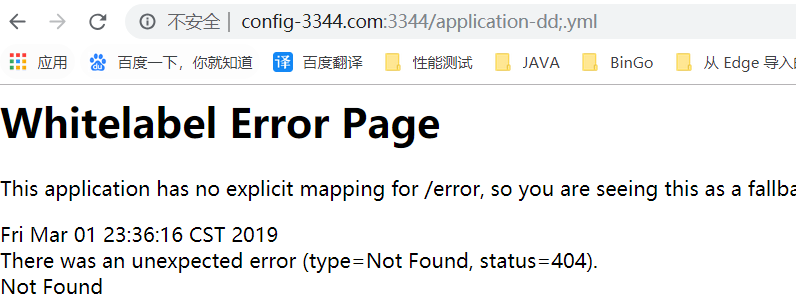 不安全 | config-3344.com:3344/application-dd;.yml
应用 百度一下，你就知道 译 百度翻译 性能测试 JAVA BinGo 从 Edge 导入的
Whitelabel Error Page
This application has no explicit mapping for /error, so you are seeing this as a fallba
Fri Mar 01 23:36:16 CST 2019
There was an unexpected error (type=Not Found, status=404).
Not Found